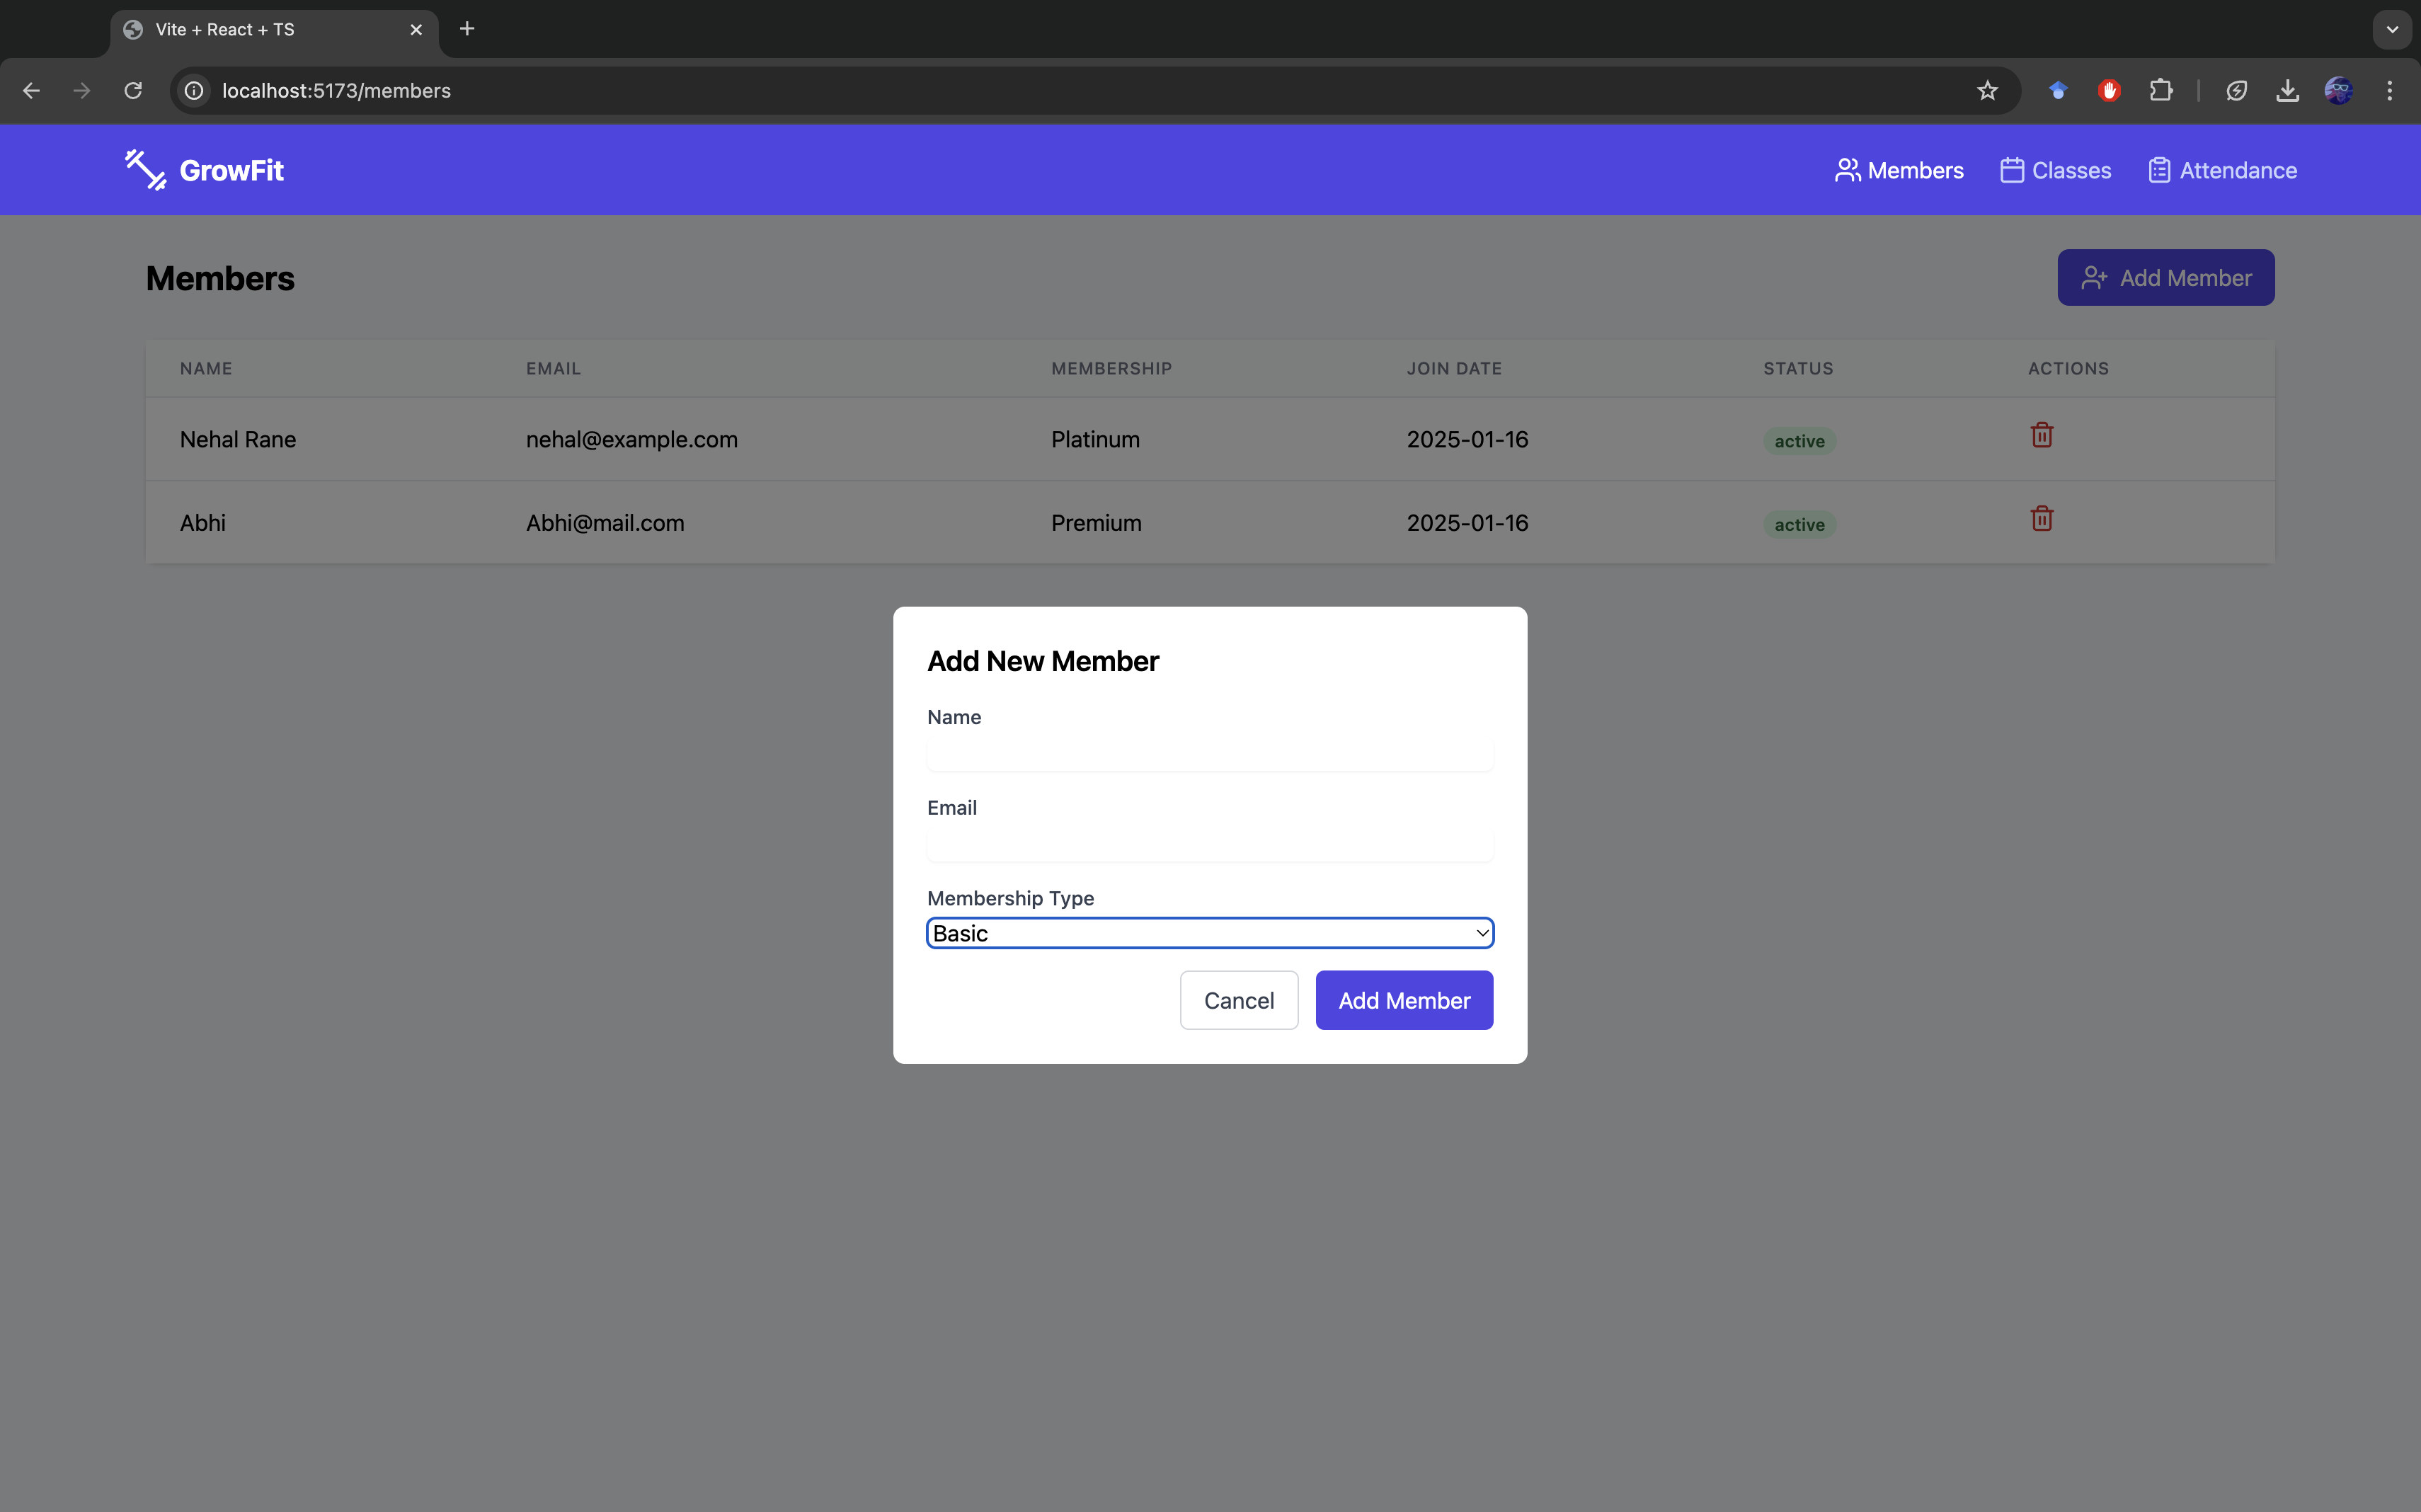 Vite + React + TS
localhost:5173/members
GrowFit
Members Classes Attendance
Members
Add Member
NAME EMAIL MEMBERSHIP JOIN DATE STATUS ACTIONS
Nehal Rane nehal@example.com Platinum 2025-01-16 active
Abhi Abhi@mail.com Premium 2025-01-16 active
Add New Member
Name
Email
Membership Type
Basic
Cancel Add Member